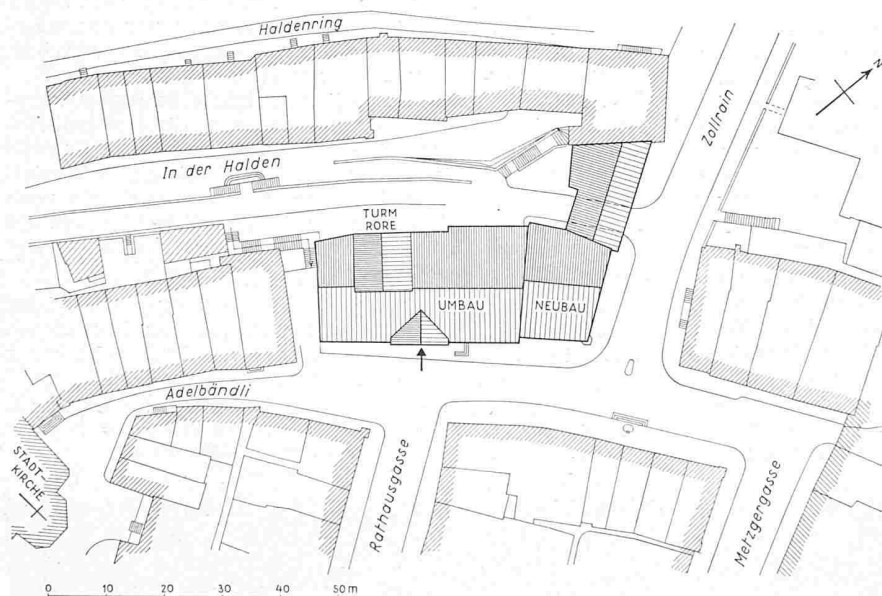 Haldenring
N
Zollrain
In der Halden
TURM
RORE
UMBAU
NEUBAU
Adelbändli
STADT-
KIRCHE
Rathausgasse
Metzgergasse
0 10 20 30 40 50 m